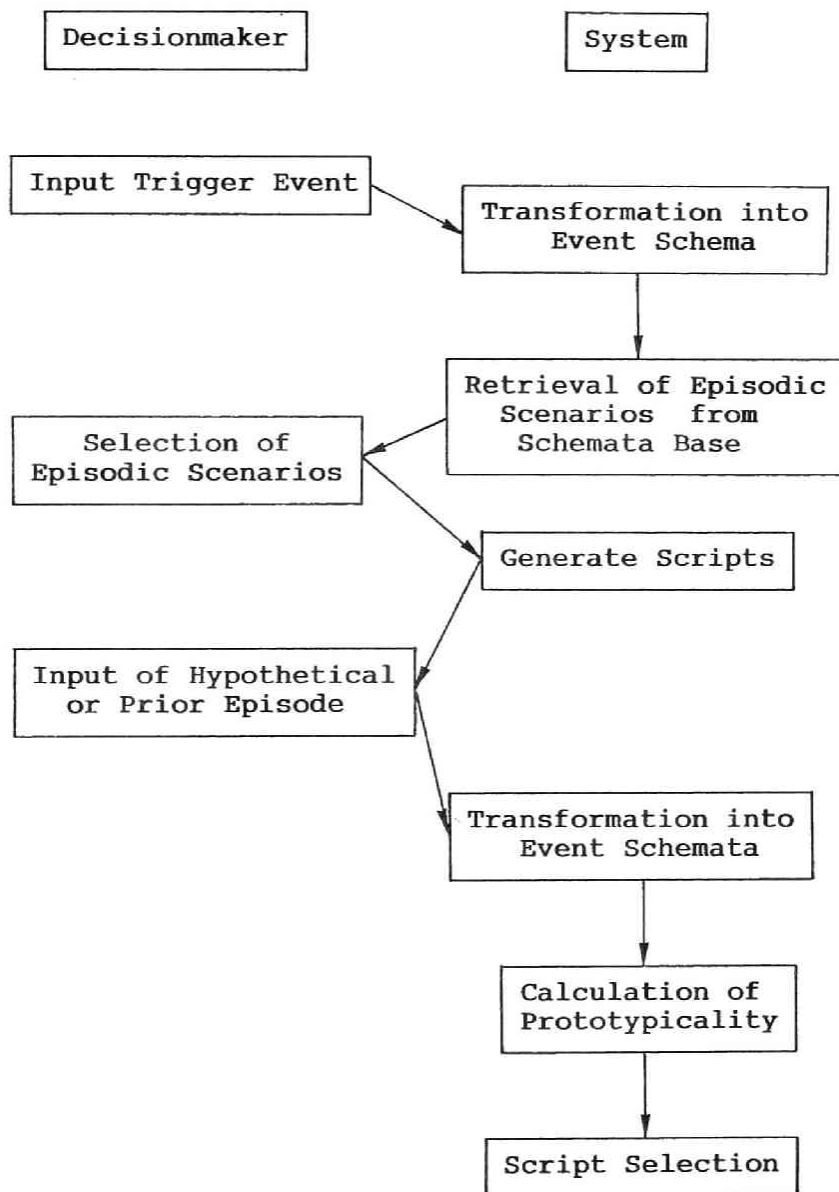 Decisionmaker
System
Input Trigger Event
Transformation into
Event Schema
Retrieval of Episodic
Scenarios from
Schemata Base
Selection of
Episodic Scenarios
Generate Scripts
Input of Hypothetical
or Prior Episode
Transformation into
Event Schemata
Calculation of
Prototypicality
Script Selection